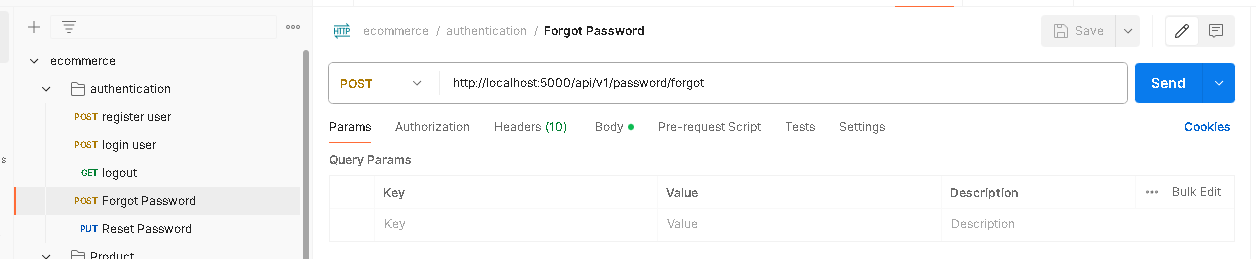 HTTP ecommerce / authentication / Forgot Password Save
ecommerce
authentication
POST register user
POST login user
GET logout
POST Forgot Password
PUT Reset Password
Product
POST http://localhost:5000/api/v1/password/forgot Send
Params Authorization Headers (10) Body Pre-request Script Tests Settings Cookies
Query Params
Key Value Description Bulk Edit
Key Value Description
s